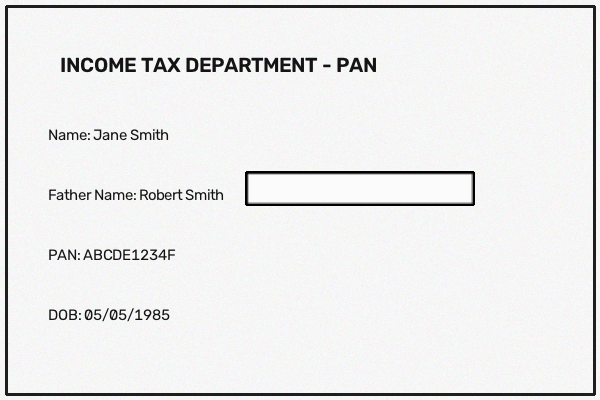 INCOME TAX DEPARTMENT - PAN
Name: Jane Smith
Father Name: Robert Smith
PAN: ABCDE1234F
DOB: 05/05/1985